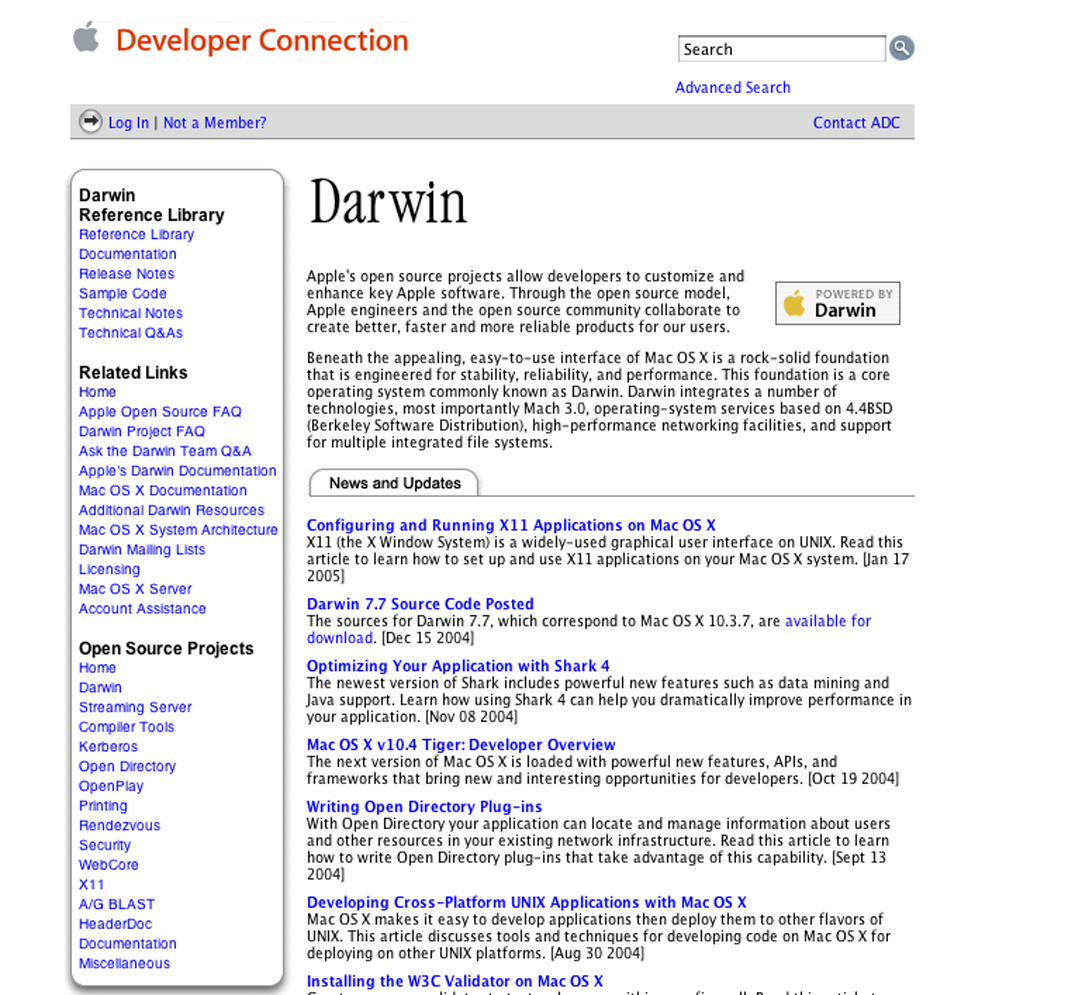 Developer Connection
Search
Advanced Search
Log In | Not a Member?
Contact ADC
Darwin
Reference Library
Reference Library
Documentation
Release Notes
Sample Code
Technical Notes
Technical Q&As
Related Links
Home
Apple Open Source FAQ
Darwin Project FAQ
Ask the Darwin Team Q&A
Apple's Darwin Documentation
Mac OS X Documentation
Additional Darwin Resources
Mac OS X System Architecture
Darwin Mailing Lists
Licensing
Mac OS X Server
Account Assistance
Open Source Projects
Home
Darwin
Streaming Server
Compiler Tools
Kerberos
Open Directory
OpenPlay
Printing
Rendezvous
Security
WebCore
X11
A/G BLAST
HeaderDoc
Documentation
Miscellaneous
Darwin
Apple's open source projects allow developers to customize and
enhance key Apple software. Through the open source model,
Apple engineers and the open source community collaborate to
create better, faster and more reliable products for our users.
POWERED BY
Darwin
Beneath the appealing, easy-to-use interface of Mac OS X is a rock-solid foundation
that is engineered for stability, reliability, and performance. This foundation is a core
operating system commonly known as Darwin. Darwin integrates a number of
technologies, most importantly Mach 3.0, operating-system services based on 4.4BSD
(Berkeley Software Distribution), high-performance networking facilities, and support
for multiple integrated file systems.
News and Updates
Configuring and Running X11 Applications on Mac OS X
X11 (the X Window System) is a widely-used graphical user interface on UNIX. Read this
article to learn how to set up and use X11 applications on your Mac OS X system. [Jan 17
2005]
Darwin 7.7 Source Code Posted
The sources for Darwin 7.7, which correspond to Mac OS X 10.3.7, are available for
download. [Dec 15 2004]
Optimizing Your Application with Shark 4
The newest version of Shark includes powerful new features such as data mining and
Java support. Learn how using Shark 4 can help you dramatically improve performance in
your application. [Nov 08 2004]
Mac OS X v10.4 Tiger: Developer Overview
The next version of Mac OS X is loaded with powerful new features, APIs, and
frameworks that bring new and interesting opportunities for developers. [Oct 19 2004]
Writing Open Directory Plug-ins
With Open Directory your application can locate and manage information about users
and other resources in your existing network infrastructure. Read this article to learn
how to write Open Directory plug-ins that take advantage of this capability. [Sept 13
2004]
Developing Cross-Platform UNIX Applications with Mac OS X
Mac OS X makes it easy to develop applications then deploy them to other flavors of
UNIX. This article discusses tools and techniques for developing code on Mac OS X for
deploying on other UNIX platforms. [Aug 30 2004]
Installing the W3C Validator on Mac OS X